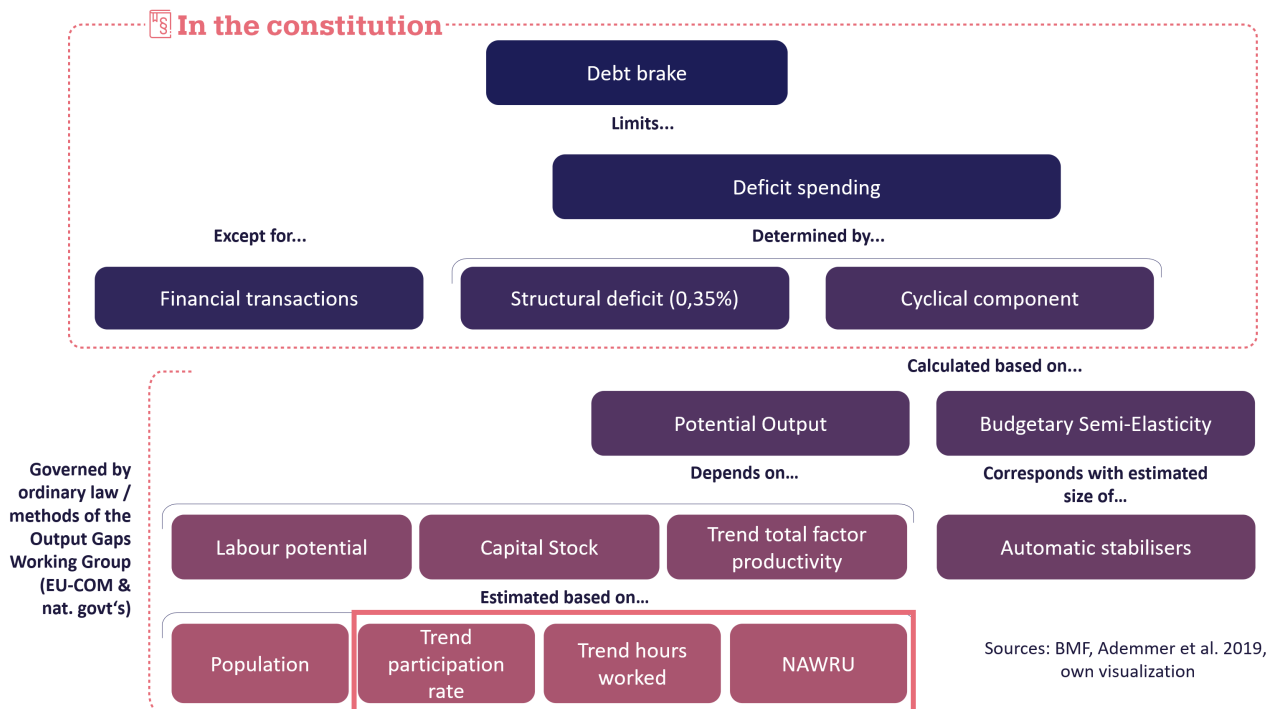 § In the constitution
Debt brake
Limits...
Deficit spending
Except for...
Determined by...
Financial transactions
Structural deficit (0,35%)
Cyclical component
Calculated based on...
Potential Output
Budgetary Semi-Elasticity
Governed by
ordinary law /
methods of the
Output Gaps
Working Group
(EU-COM &
nat. govt‘s)
Depends on...
Corresponds with estimated
size of...
Labour potential
Capital Stock
Trend total factor
productivity
Automatic stabilisers
Estimated based on...
Population
Trend
participation
rate
Trend hours
worked
NAWRU
Sources: BMF, Ademmer et al. 2019,
own visualization